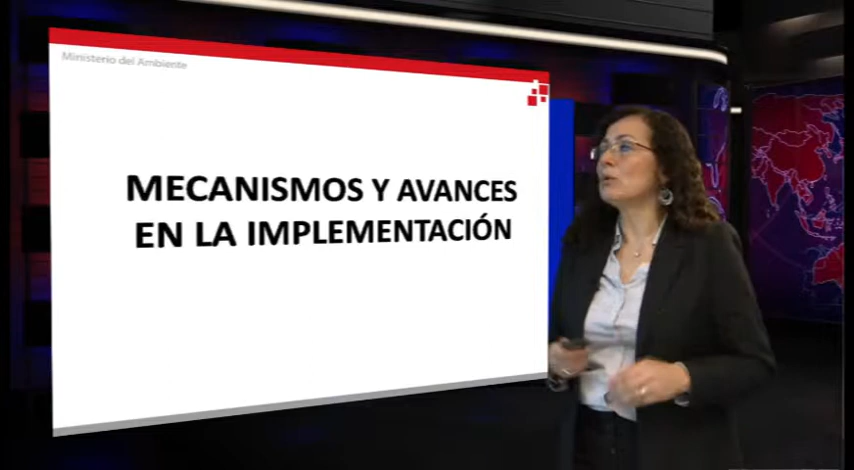 Ministerio del Ambiente
MECANISMOS Y AVANCES
EN LA IMPLEMENTACIÓN